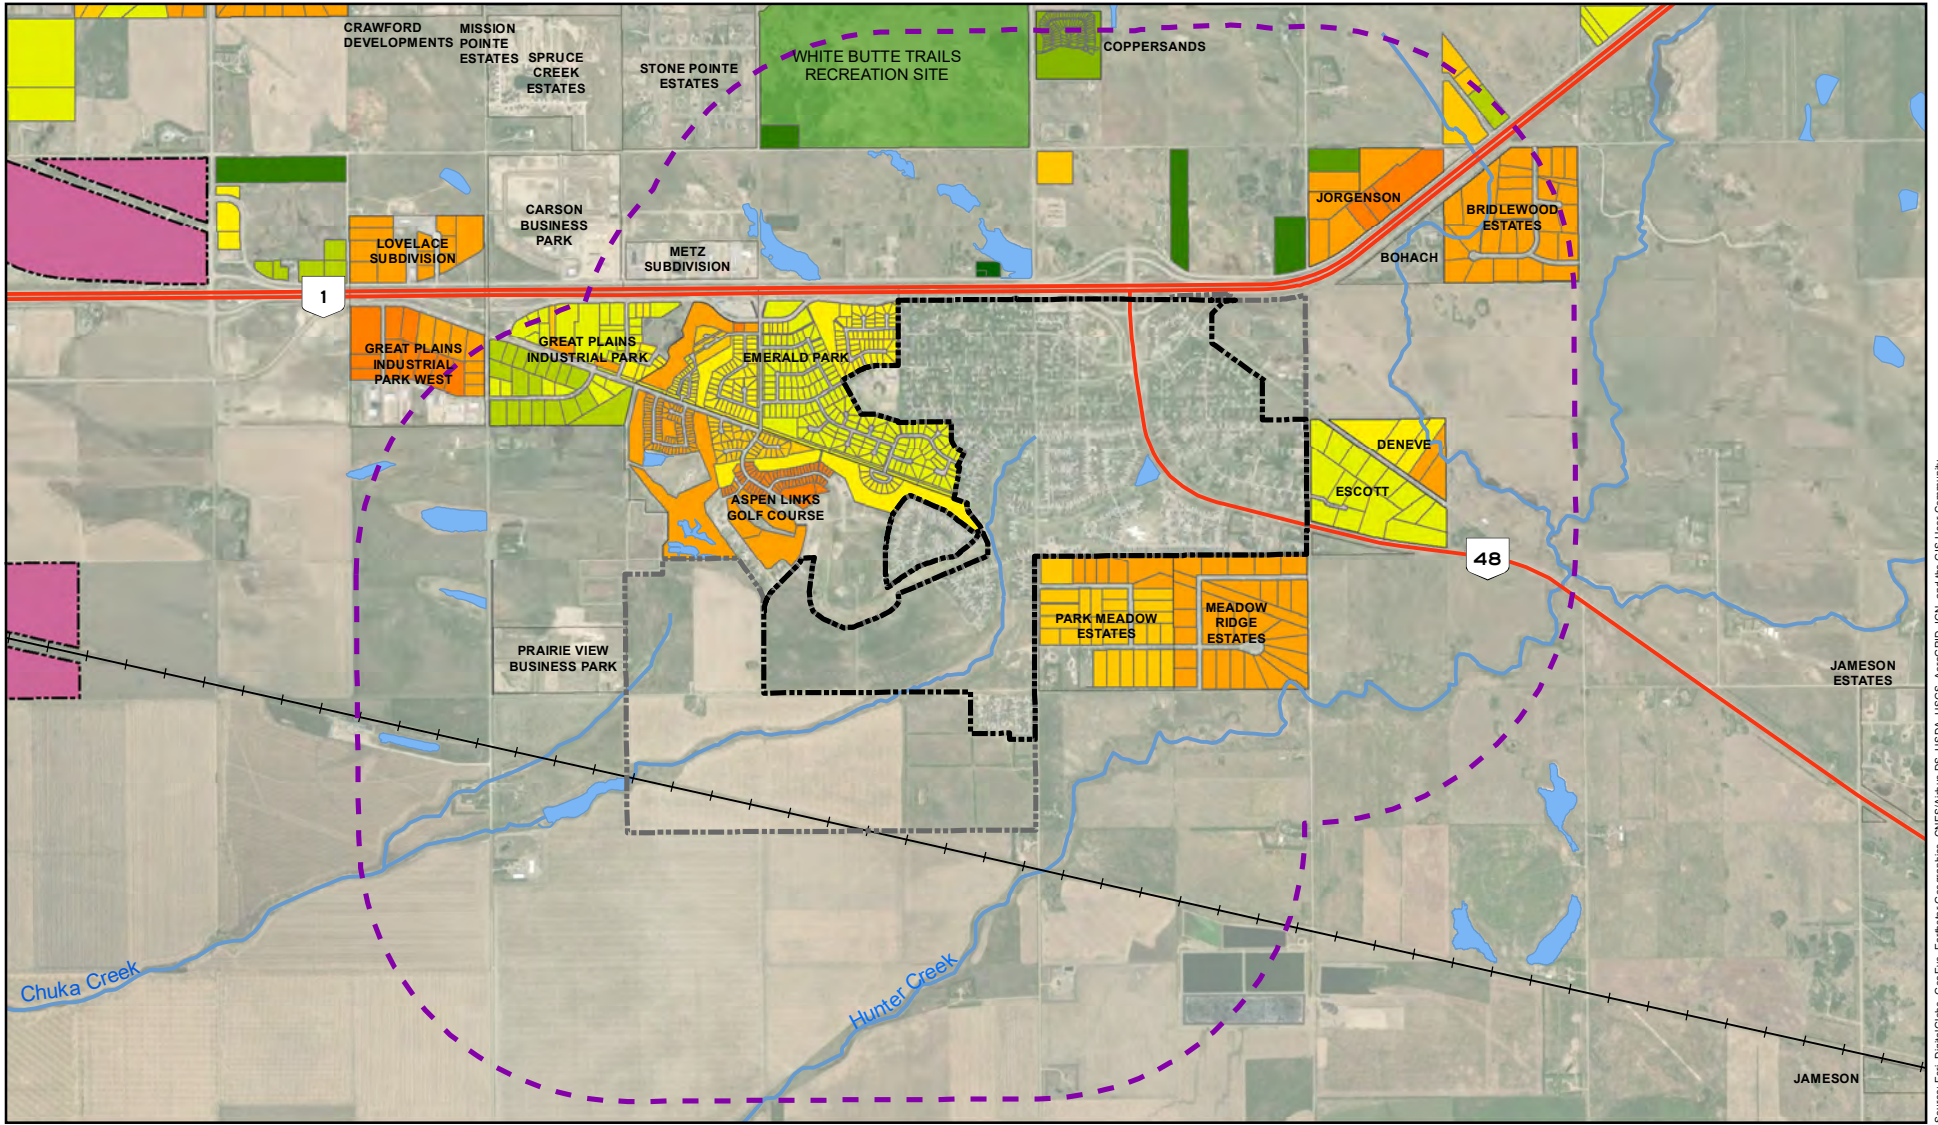 CRAWFORD
DEVELOPMENTS
MISSION
POINTE
ESTATES
SPRUCE
CREEK
ESTATES
STONE POINTE
ESTATES
WHITE BUTTE TRAILS
RECREATION SITE
COPPERSANDS
CARSON
BUSINESS
PARK
LOVELACE
SUBDIVISION
METZ
SUBDIVISION
JORGENSON
BRIDLEWOOD
ESTATES
BOHACH
1
GREAT PLAINS
INDUSTRIAL
PARK WEST
GREAT PLAINS
INDUSTRIAL PARK
EMERALD PARK
DENEVE
ESCOTT
ASPEN LINKS
GOLF COURSE
48
PARK MEADOW
ESTATES
MEADOW
RIDGE
ESTATES
PRAIRIE VIEW
BUSINESS PARK
JAMESON
ESTATES
Chuka Creek
Hunter Creek
JAMESON